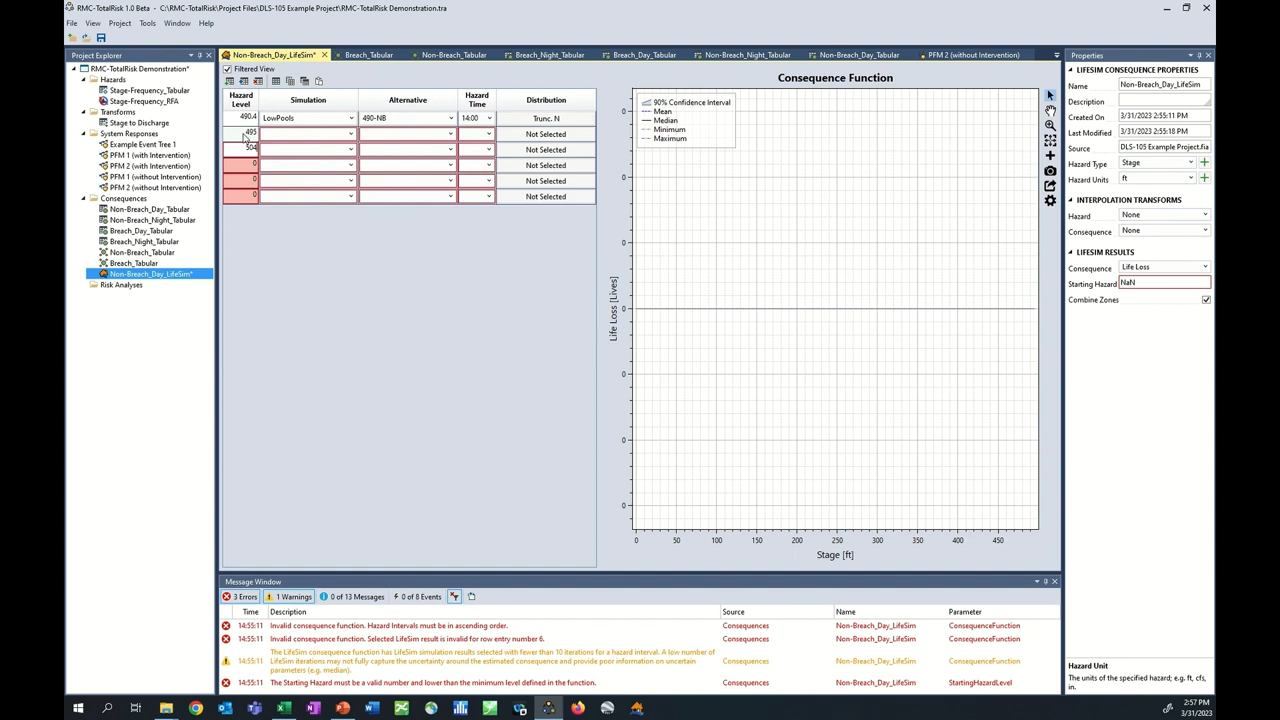 RMC-TotalRisk 1.0 Beta - C:\RMC-TotalRisk\Project Files\DLS-105 Example Project\RMC-TotalRisk Demonstration.tra
File View Project Tools Window Help
Project Explorer
RMC-TotalRisk Demonstration*
Hazards
Stage-Frequency_Tabular
Stage-Frequency_RFA
Transforms
Stage to Discharge
System Responses
Example Event Tree 1
PFM 1 (with Intervention)
PFM 2 (with Intervention)
PFM 1 (without Intervention)
PFM 2 (without Intervention)
Consequences
Non-Breach_Day_Tabular
Non-Breach_Night_Tabular
Breach_Day_Tabular
Breach_Night_Tabular
Non-Breach_Tabular
Breach_Tabular
Non-Breach_Day_LifeSim*
Risk Analyses
Non-Breach_Day_LifeSim* Breach_Tabular Non-Breach_Tabular Breach_Night_Tabular Breach_Day_Tabular Non-Breach_Night_Tabular Non-Breach_Day_Tabular PFM 2 (without Intervention)
Filtered View
Hazard Level Simulation Alternative Hazard Time Distribution
490.4 LowPools 490-NB 14:00 Trunc. N
495 Not Selected
504 Not Selected
0 Not Selected
0 Not Selected
0 Not Selected
Consequence Function
90% Confidence Interval
Mean
Median
Minimum
Maximum
Life Loss [Lives]
0
0
0
0
0
0
0
0 50 100 150 200 250 300 350 400 450
Stage [ft]
Properties
LIFESIM CONSEQUENCE PROPERTIES
Name Non-Breach_Day_LifeSim
Description
Created On 3/31/2023 2:55:11 PM
Last Modified 3/31/2023 2:55:18 PM
Source DLS-105 Example Project.fia
Hazard Type Stage
Hazard Units ft
INTERPOLATION TRANSFORMS
Hazard None
Consequence None
LIFESIM RESULTS
Consequence Life Loss
Starting Hazard NaN
Combine Zones
Hazard Unit
The units of the specified hazard; e.g. ft, cfs,
in.
Message Window
3 Errors 1 Warnings 0 of 13 Messages 0 of 8 Events
Time Description Source Name Parameter
14:55:11 Invalid consequence function. Hazard Intervals must be in ascending order. Consequences Non-Breach_Day_LifeSim ConsequenceFunction
14:55:11 Invalid consequence function. Selected LifeSim result is invalid for row entry number 6. Consequences Non-Breach_Day_LifeSim ConsequenceFunction
The LifeSim consequence function has LifeSim simulation results selected with fewer than 10 iterations for a hazard interval. A low number of
14:55:11 LifeSim iterations may not fully capture the uncertainty around the estimated consequence and provide poor information on uncertain Consequences Non-Breach_Day_LifeSim ConsequenceFunction
parameters (e.g. median).
14:55:11 The Starting Hazard must be a valid number and lower than the minimum level defined in the function. Consequences Non-Breach_Day_LifeSim StartingHazardLevel
2:57 PM
3/31/2023